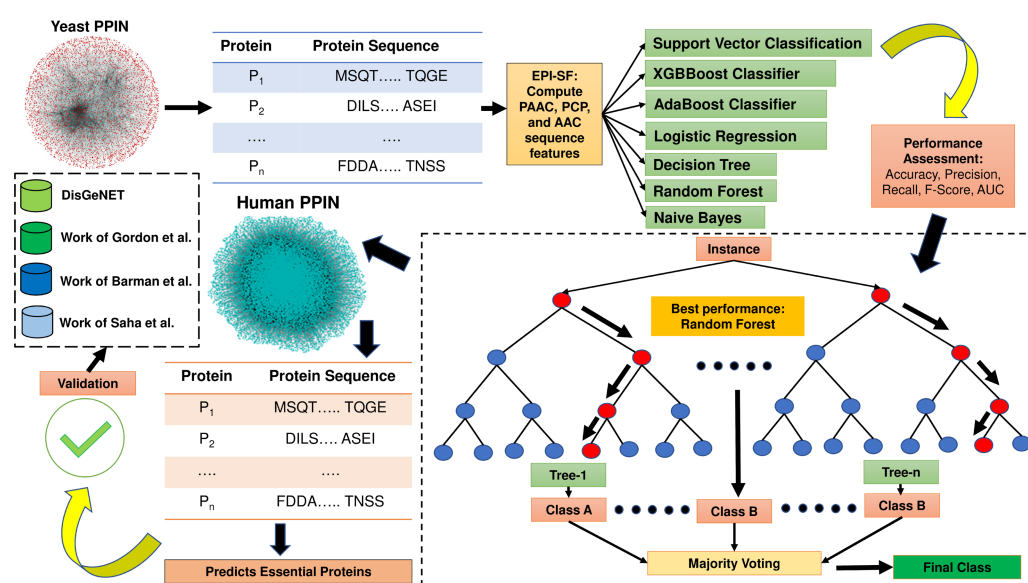 Yeast PPIN
Protein Protein Sequence
P1 MSQT..... TQGE
P2 DILS.... ASEI
.... ....
Pn FDDA..... TNSS
EPI-SF:
Compute
PAAC, PCP,
and AAC
sequence
features
Support Vector Classification
XGBBoost Classifier
AdaBoost Classifier
Logistic Regression
Decision Tree
Random Forest
Naive Bayes
Performance
Assessment:
Accuracy, Precision,
Recall, F-Score, AUC
DisGeNET
Work of Gordon et al.
Work of Barman et al.
Work of Saha et al.
Validation
Human PPIN
Protein Protein Sequence
P1 MSQT..... TQGE
P2 DILS.... ASEI
.... ....
Pn FDDA..... TNSS
Predicts Essential Proteins
Instance
Best performance:
Random Forest
Tree-1
Tree-n
Class A
Class B
Class B
Majority Voting
Final Class